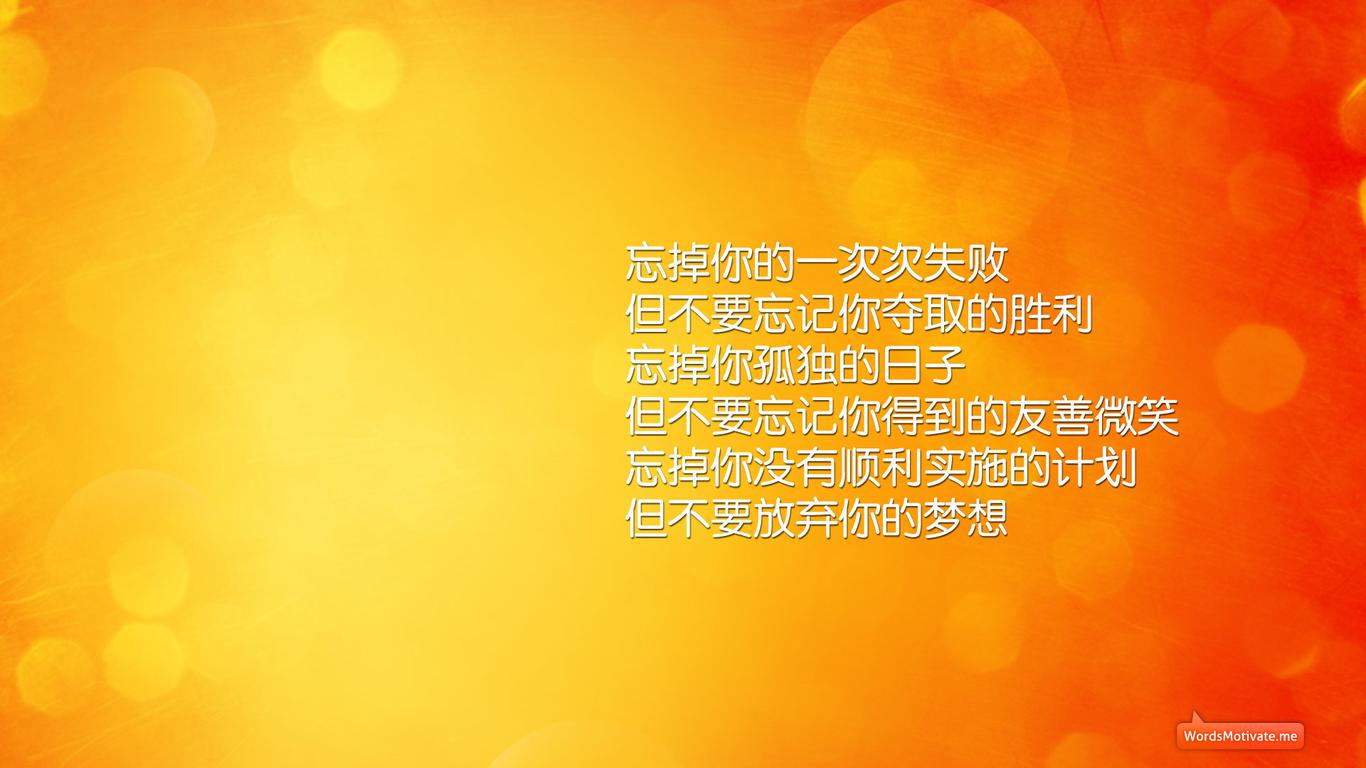 忘掉你的一次次失败
但不要忘记你夺取的胜利
忘掉你孤独的日子
但不要忘记你得到的友善微笑
忘掉你没有顺利实施的计划
但不要放弃你的梦想
WordsMotivate.me